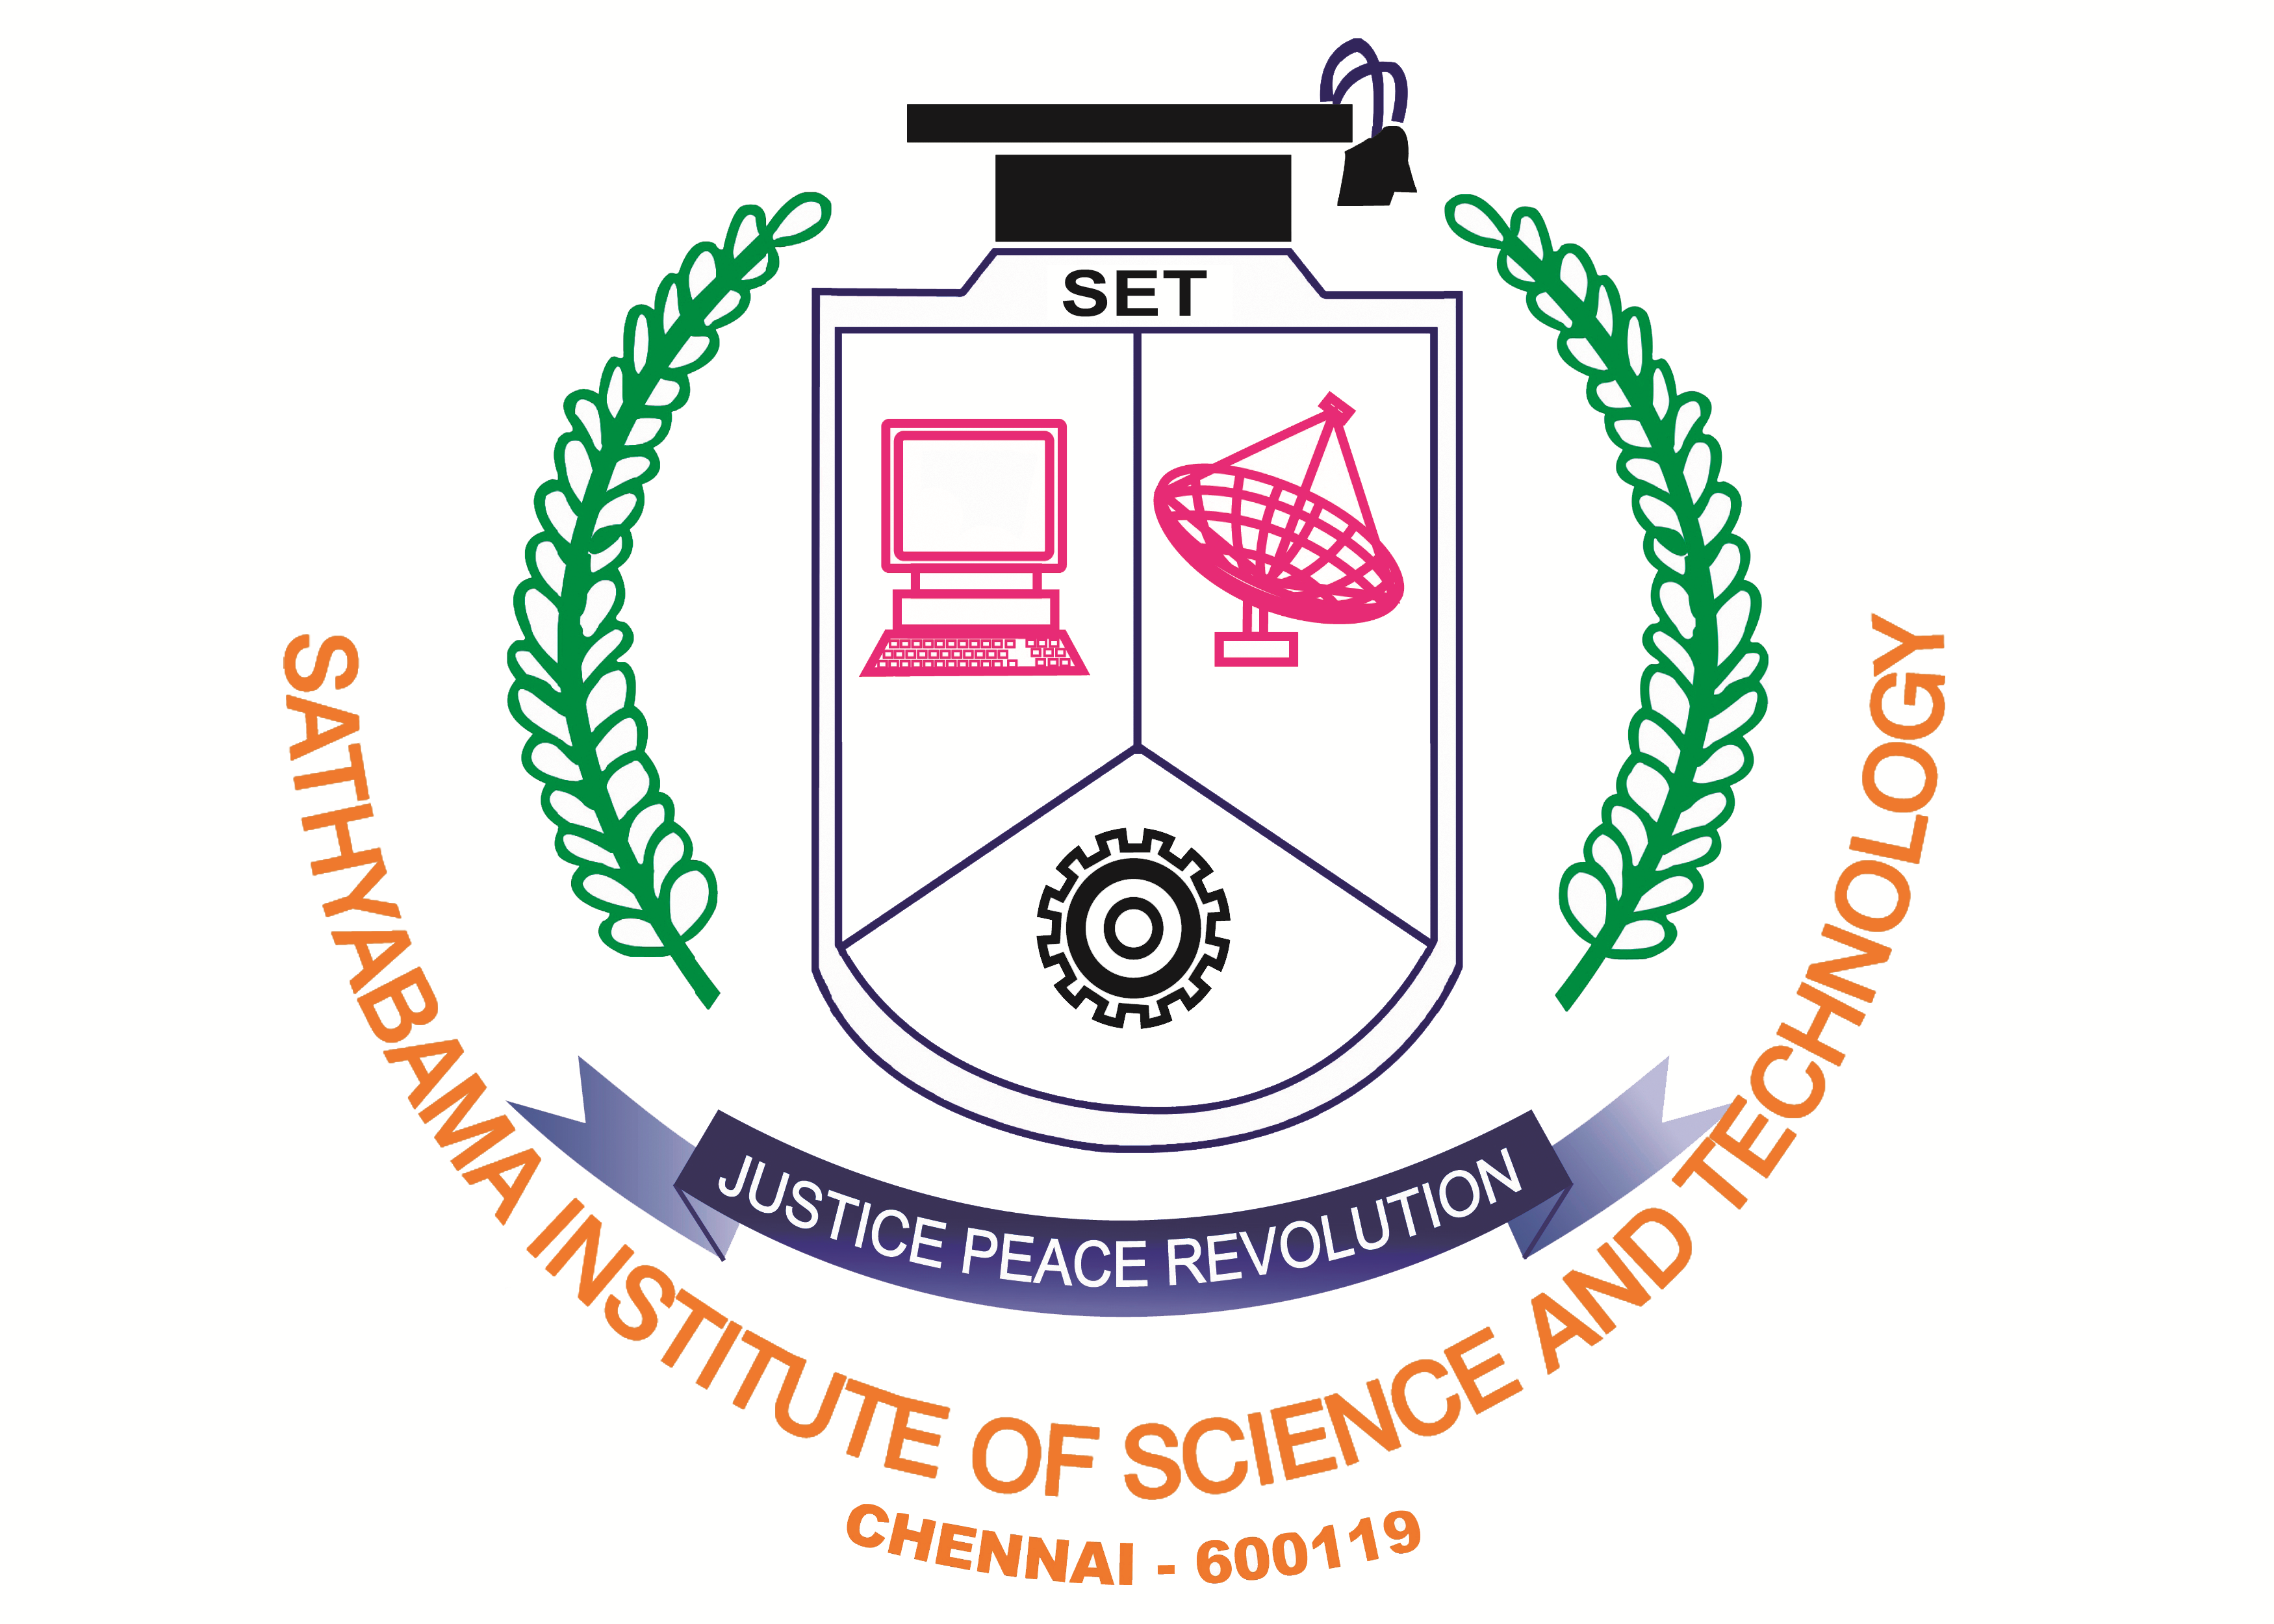 SET
JUSTICE PEACE REVOLUTION
SATHYABAMA INSTITUTE OF SCIENCE AND TECHNOLOGY
CHENNAI - 600119